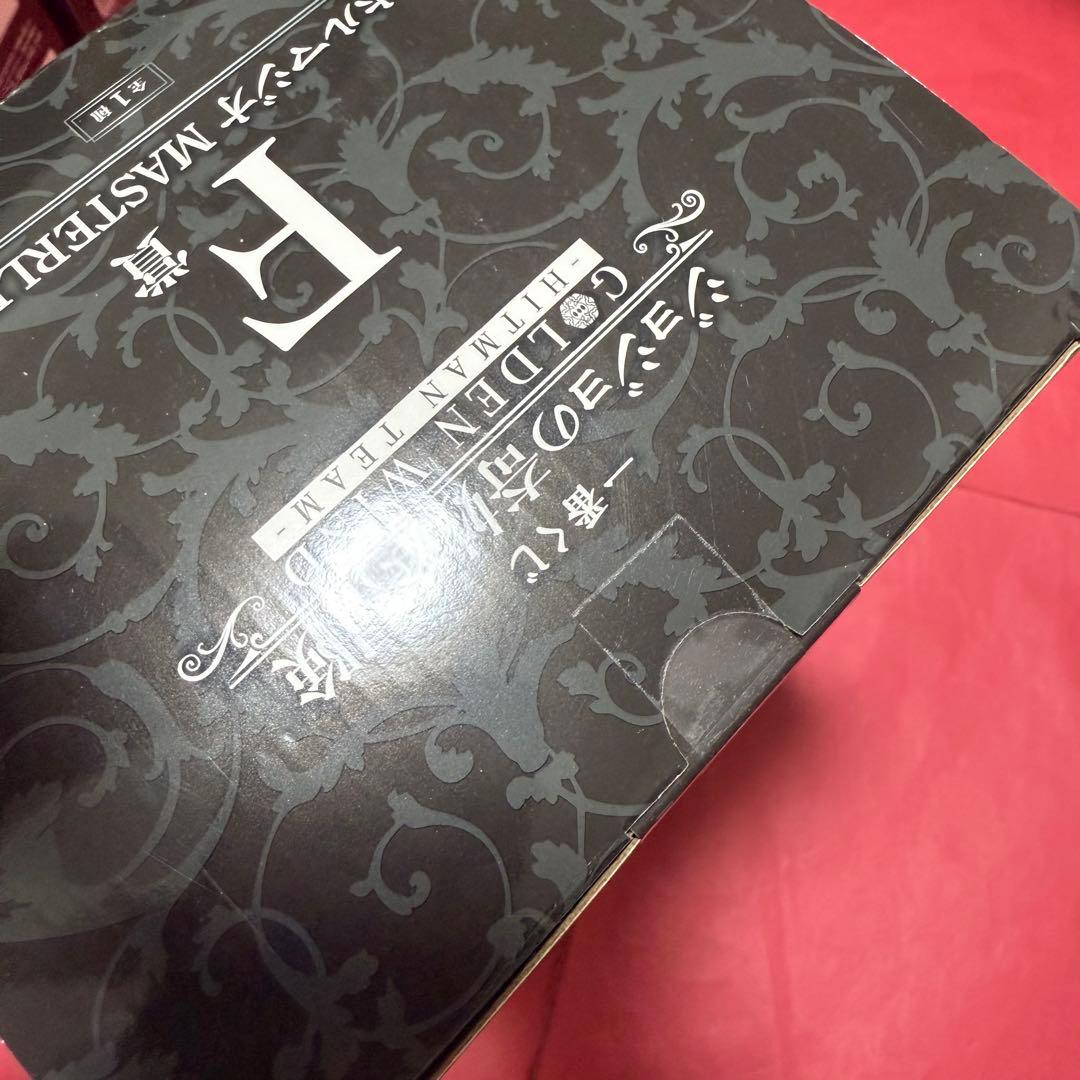 一番くじ
ジョジョの奇妙な冒険
GOLDEN WIND
-HITMAN TEAM-
F賞
ホルマジオ MASTERLI
全1種